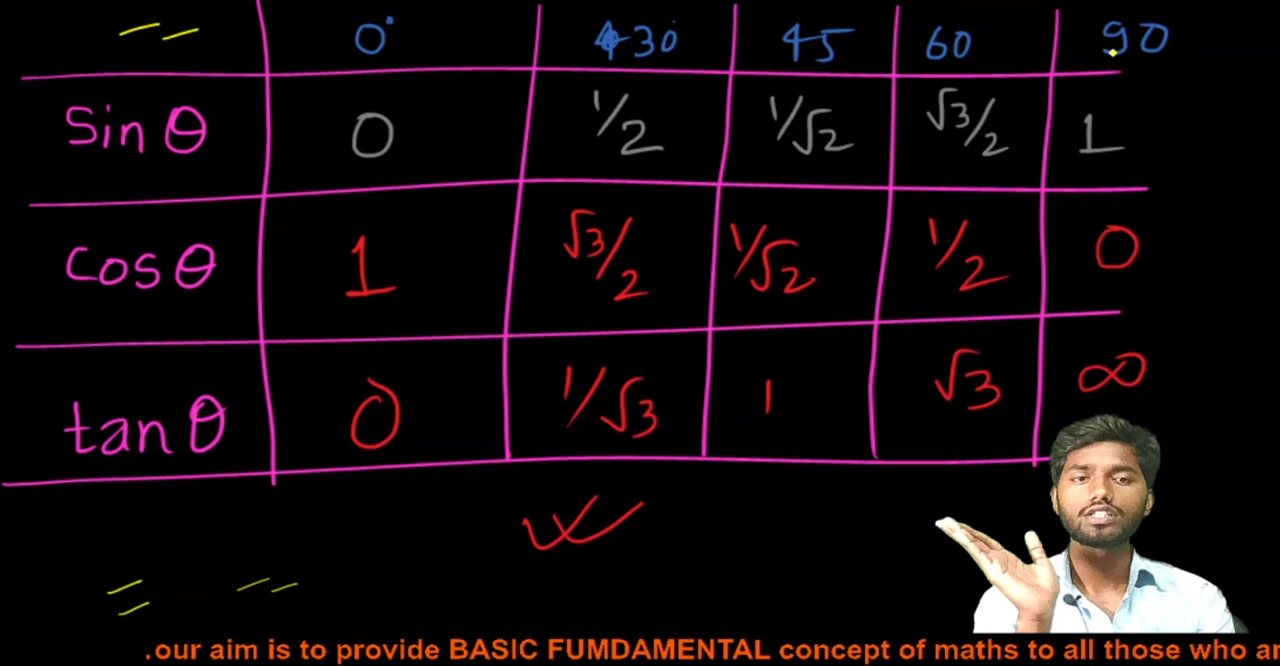 0° 30 45 60 90
Sin θ 0 1/2 1/√2 √3/2 1
cos θ 1 √3/2 1/√2 1/2 0
tan θ 0 1/√3 1 √3 ∞
.our aim is to provide BASIC FUMDAMENTAL concept of maths to all those who ar